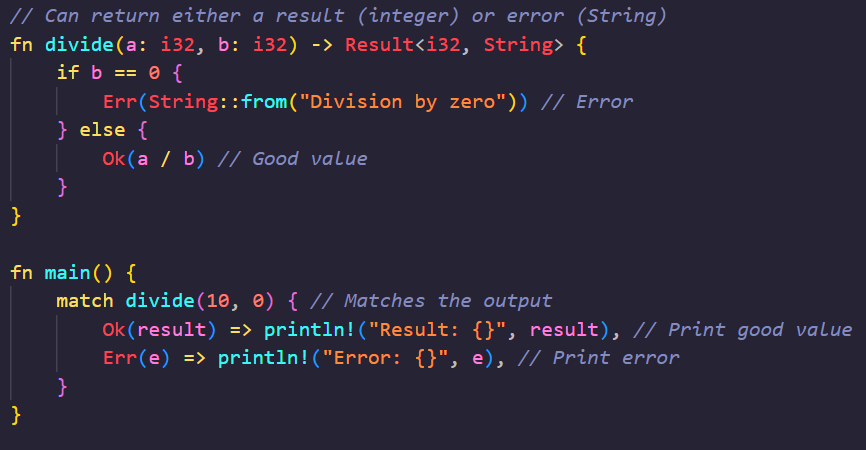 // Can return either a result (integer) or error (String)
fn divide(a: i32, b: i32) -> Result<i32, String> {
    if b == 0 {
        Err(String::from("Division by zero")) // Error
    } else {
        Ok(a / b) // Good value
    }
}

fn main() {
    match divide(10, 0) { // Matches the output
        Ok(result) => println!("Result: {}", result), // Print good value
        Err(e) => println!("Error: {}", e), // Print error
    }
}